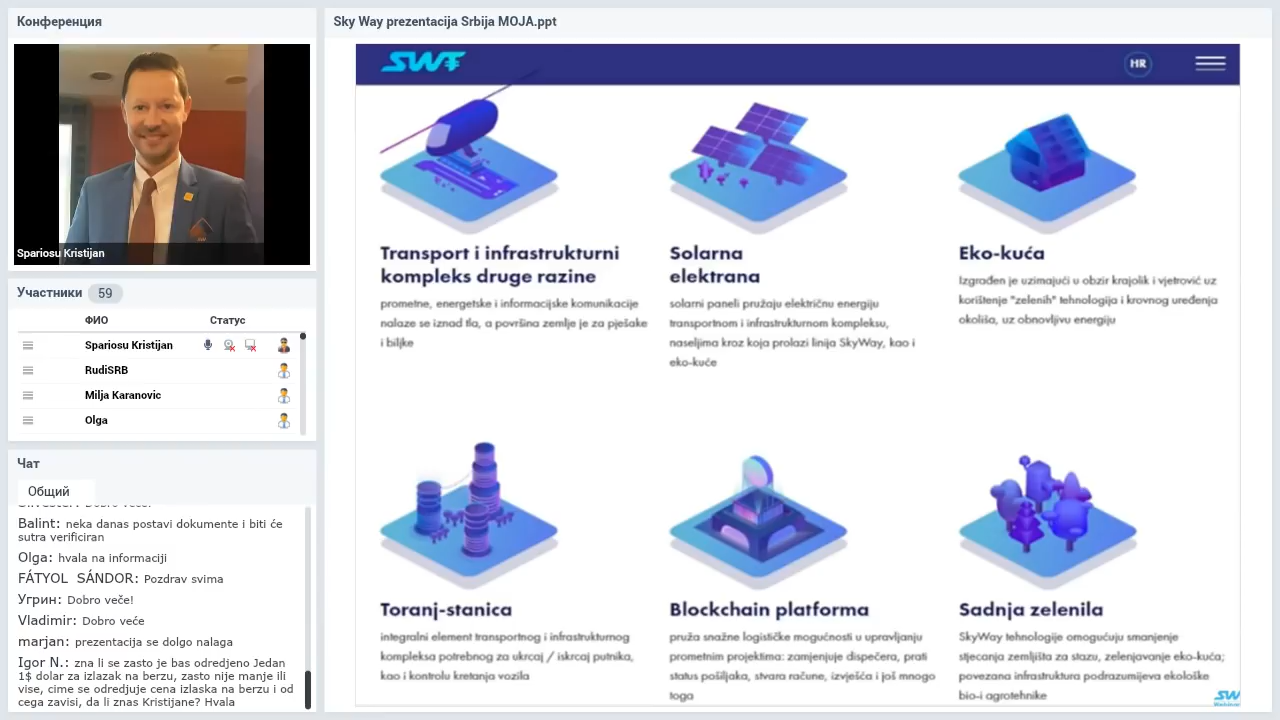 Конференция
Spariosu Kristijan
Участники 59
ФИО Статус
Spariosu Kristijan
RudiSRB
Milja Karanovic
Olga
Чат
Общий
Balint: neka danas postavi dokumente i biti će
sutra verificiran
Olga: hvala na informaciji
FÁTYOL SÁNDOR: Pozdrav svima
Угрин: Dobro veče!
Vladimir: Dobro veče
marjan: prezentacija se dolgo nalaga
Igor N.: zna li se zasto je bas odredjeno Jedan
1$ dolar za izlazak na berzu, zasto nije manje ili
vise, cime se odredjuje cena izlaska na berzu i od
cega zavisi, da li znas Kristijane? Hvala
Sky Way prezentacija Srbija MOJA.ppt
SWT
HR
Transport i infrastrukturni
kompleks druge razine
prometne, energetske i informacijske komunikacije
nalaze se iznad tla, a površina zemlje je za pješake
i biljke
Solarna
elektrana
solarni paneli pružaju električnu energiju
transportnom i infrastrukturnom kompleksu,
naseljima kroz koja prolazi linija SkyWay, kao i
eko-kuće
Eko-kuća
Izgrađen je uzimajući u obzir krajolik i vjetrović uz
korištenje "zelenih" tehnologija i krovnog uređenja
okoliša, uz obnovljivu energiju
Toranj-stanica
integralni element transportnog i infrastrukturnog
kompleksa potrebnog za ukrcaj / iskrcaj putnika,
kao i kontrolu kretanja vozila
Blockchain platforma
pruža snažne logističke mogućnosti u upravljanju
prometnim projektima: zamjenjuje dispečera, prati
status pošiljaka, stvara račune, izvješća i još mnogo
toga
Sadnja zelenila
SkyWay tehnologije omogućuju smanjenje
stjecanja zemljišta za stazu, zelenjavanje eko-kuća;
povezana infrastruktura podrazumijeva ekološke
bio-i agrotehnike
SW
Webinar